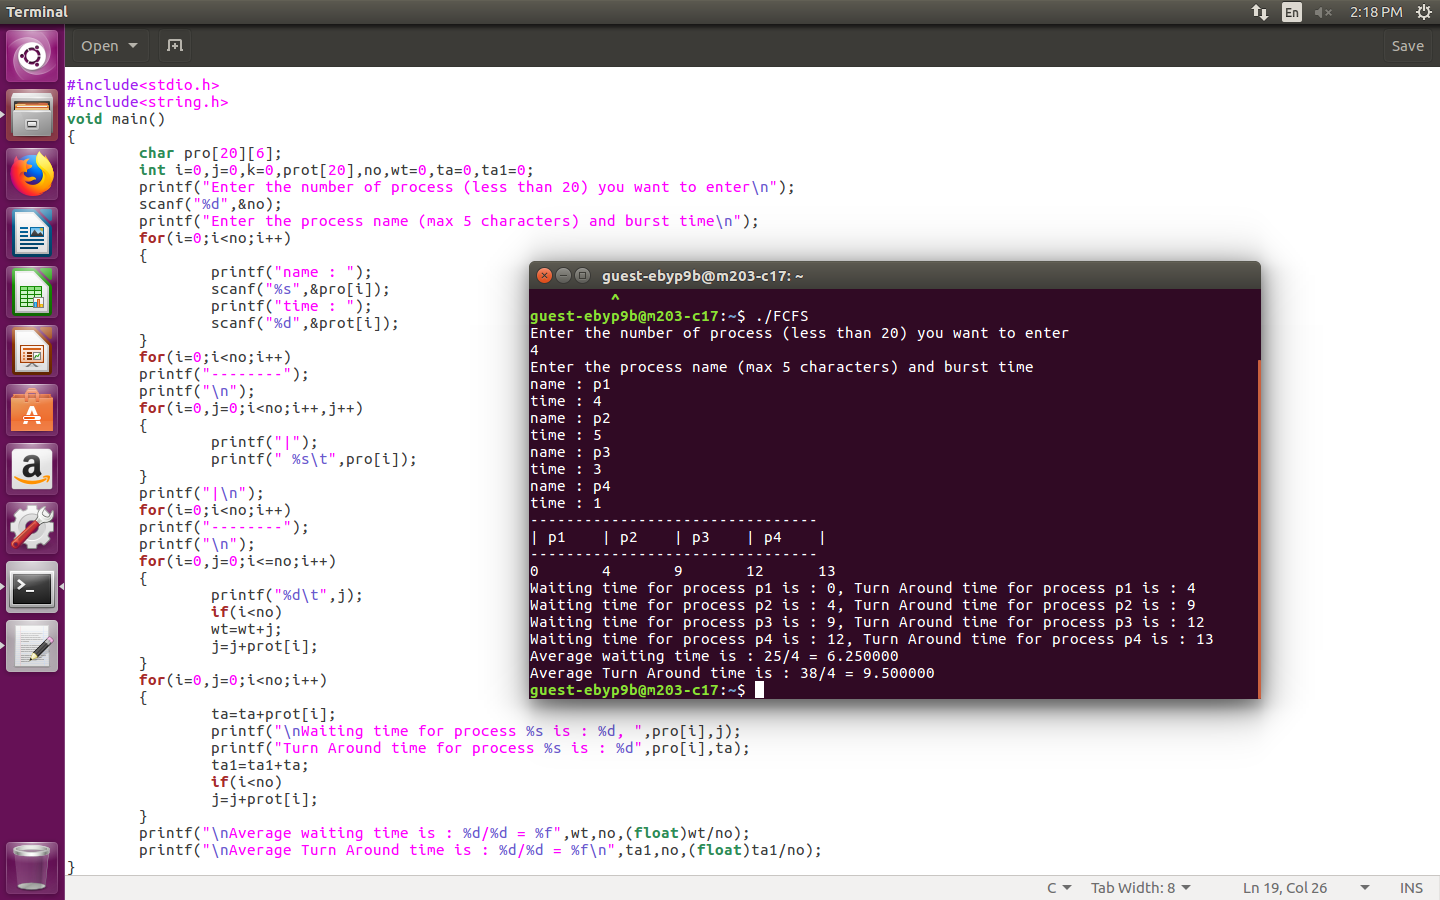 Terminal
En
2:18 PM
Open
Save
#include<stdio.h>
#include<string.h>
void main()
{
char pro[20][6];
int i=0,j=0,k=0,prot[20],no,wt=0,ta=0,ta1=0;
printf("Enter the number of process (less than 20) you want to enter\n");
scanf("%d",&no);
printf("Enter the process name (max 5 characters) and burst time\n");
for(i=0;i<no;i++)
{
printf("name : ");
scanf("%s",&pro[i]);
printf("time : ");
scanf("%d",&prot[i]);
}
for(i=0;i<no;i++)
printf("--------");
printf("\n");
for(i=0,j=0;i<no;i++,j++)
{
printf("|");
printf(" %s\t",pro[i]);
}
printf("|\n");
for(i=0;i<no;i++)
printf("--------");
printf("\n");
for(i=0,j=0;i<=no;i++)
{
printf("%d\t",j);
if(i<no)
wt=wt+j;
j=j+prot[i];
}
for(i=0,j=0;i<no;i++)
{
ta=ta+prot[i];
printf("\nWaiting time for process %s is : %d, ",pro[i],j);
printf("Turn Around time for process %s is : %d",pro[i],ta);
ta1=ta1+ta;
if(i<no)
j=j+prot[i];
}
printf("\nAverage waiting time is : %d/%d = %f",wt,no,(float)wt/no);
printf("\nAverage Turn Around time is : %d/%d = %f\n",ta1,no,(float)ta1/no);
}
guest-ebyp9b@m203-c17: ~
^
guest-ebyp9b@m203-c17:~$ ./FCFS
Enter the number of process (less than 20) you want to enter
4
Enter the process name (max 5 characters) and burst time
name : p1
time : 4
name : p2
time : 5
name : p3
time : 3
name : p4
time : 1
--------------------------------
| p1    | p2    | p3    | p4    |
--------------------------------
0       4       9       12      13
Waiting time for process p1 is : 0, Turn Around time for process p1 is : 4
Waiting time for process p2 is : 4, Turn Around time for process p2 is : 9
Waiting time for process p3 is : 9, Turn Around time for process p3 is : 12
Waiting time for process p4 is : 12, Turn Around time for process p4 is : 13
Average waiting time is : 25/4 = 6.250000
Average Turn Around time is : 38/4 = 9.500000
guest-ebyp9b@m203-c17:~$
C
Tab Width: 8
Ln 19, Col 26
INS